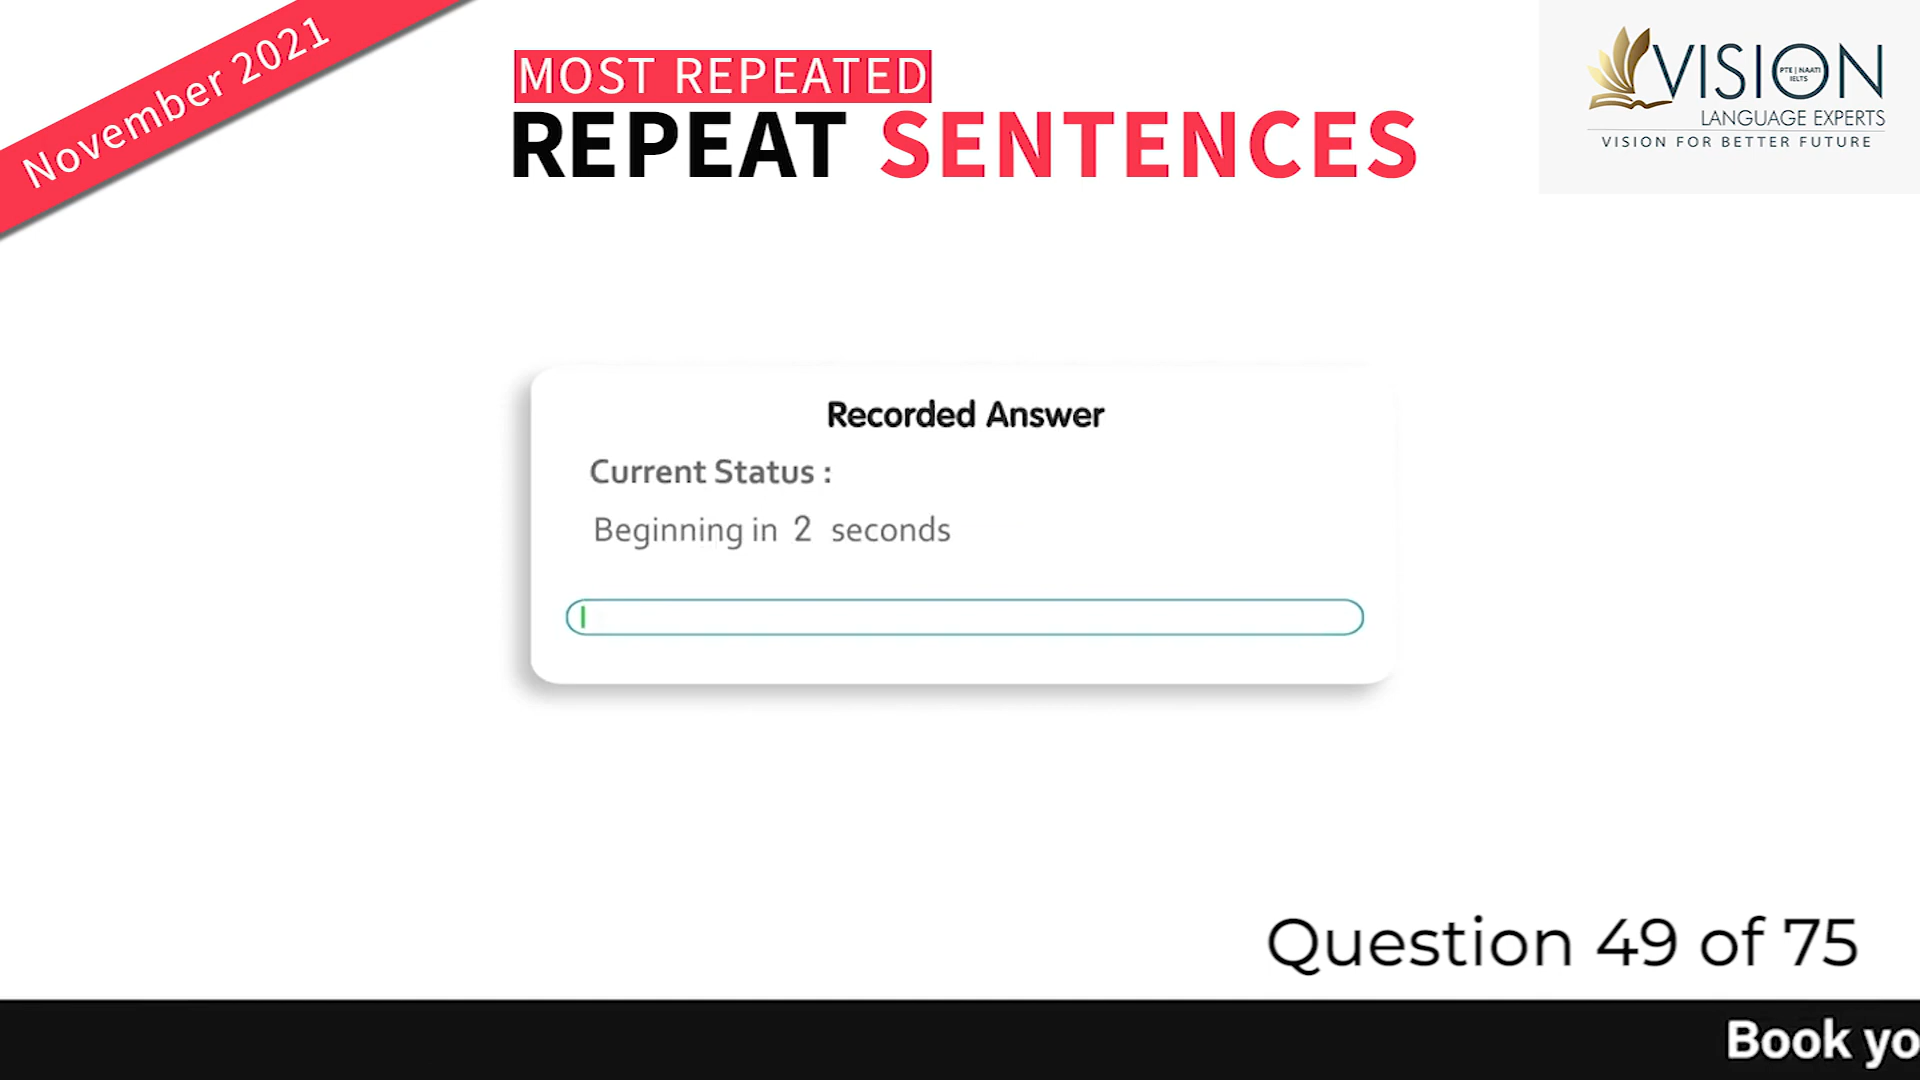 November 2021
MOST REPEATED
REPEAT SENTENCES
VISION
PTE | NAATI
IELTS
LANGUAGE EXPERTS
VISION FOR BETTER FUTURE
Recorded Answer
Current Status :
Beginning in 2 seconds
Question 49 of 75
Book yo